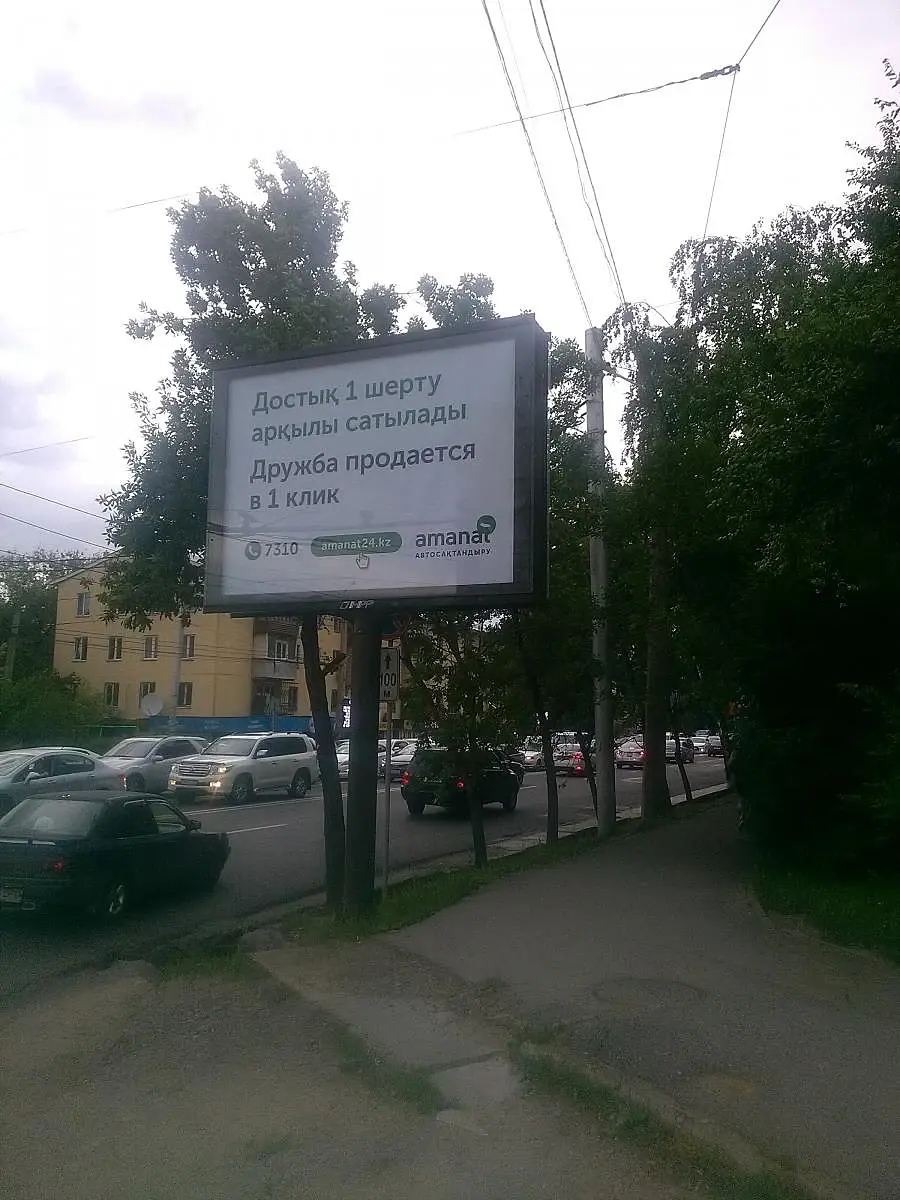 Достық 1 шерту
арқылы сатылады
Дружба продается
в 1 клик
7310
amanat24.kz
amanat
АВТОСАҚТАНДЫРУ
100
м